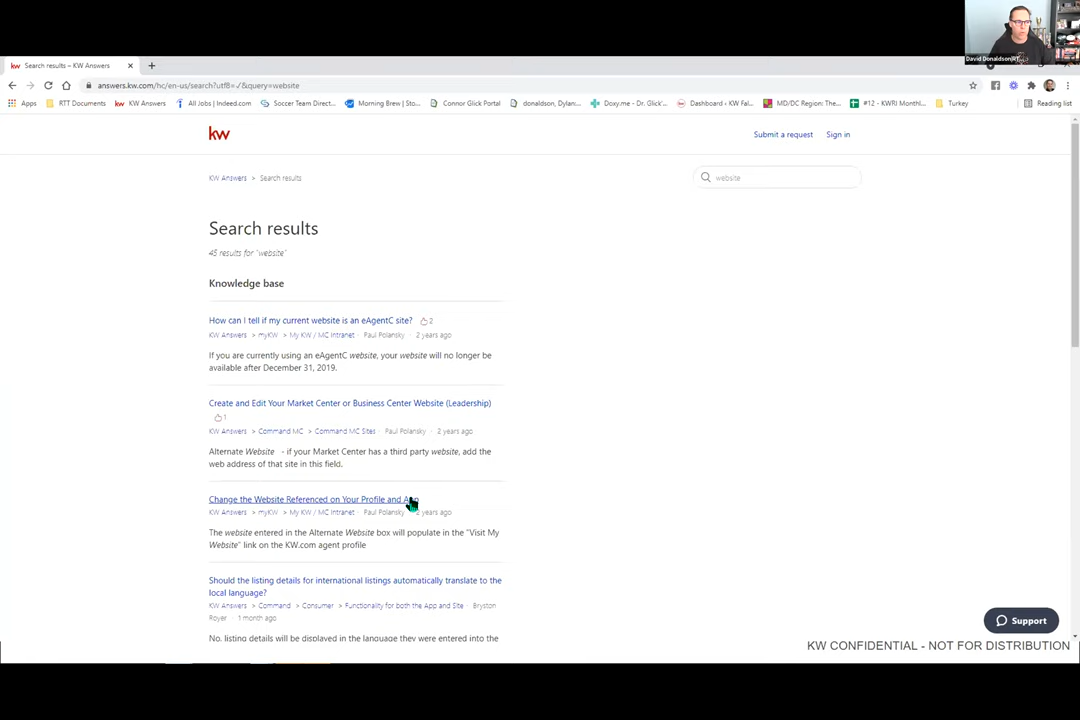 David Donaldson|RT
kw Search results – KW Answers
answers.kw.com/hc/en-us/search?utf8=✓&query=website
Apps RTT Documents KW Answers All Jobs | Indeed.com Soccer Team Direct... Morning Brew | Sto... Connor Glick Portal donaldson, Dylan... Doxy.me - Dr. Glick'... Dashboard ‹ KW Fal... MD/DC Region: The... #12 - KWRI Monthl... Turkey Reading list
kw Submit a request Sign in
KW Answers > Search results
website
Search results
45 results for "website"
Knowledge base
How can I tell if my current website is an eAgentC site? 2
KW Answers > myKW > My KW / MC Intranet Paul Polansky · 2 years ago
If you are currently using an eAgentC website, your website will no longer be
available after December 31, 2019.
Create and Edit Your Market Center or Business Center Website (Leadership)
1
KW Answers > Command MC > Command MC Sites · Paul Polansky · 2 years ago
Alternate Website - if your Market Center has a third party website, add the
web address of that site in this field.
Change the Website Referenced on Your Profile and App
KW Answers > myKW > My KW / MC Intranet · Paul Polansky · 2 years ago
The website entered in the Alternate Website box will populate in the "Visit My
Website" link on the KW.com agent profile
Should the listing details for international listings automatically translate to the
local language?
KW Answers > Command > Consumer > Functionality for both the App and Site · Bryston
Royer · 1 month ago
No, listing details will be displayed in the language they were entered into the
Support
KW CONFIDENTIAL - NOT FOR DISTRIBUTION